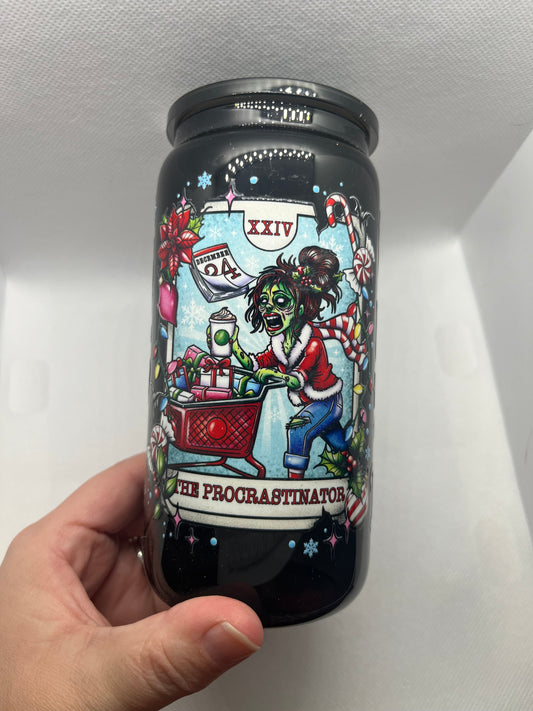 XXIV
DECEMBER
24
THE PROCRASTINATOR